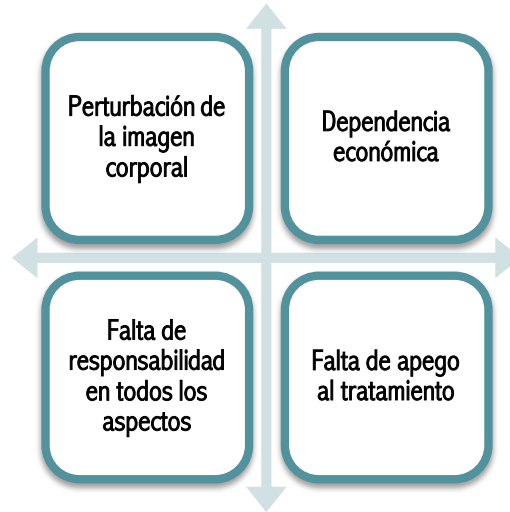 Perturbación de
la imagen
corporal
Dependencia
económica
Falta de
responsabilidad
en todos los
aspectos
Falta de apego
al tratamiento